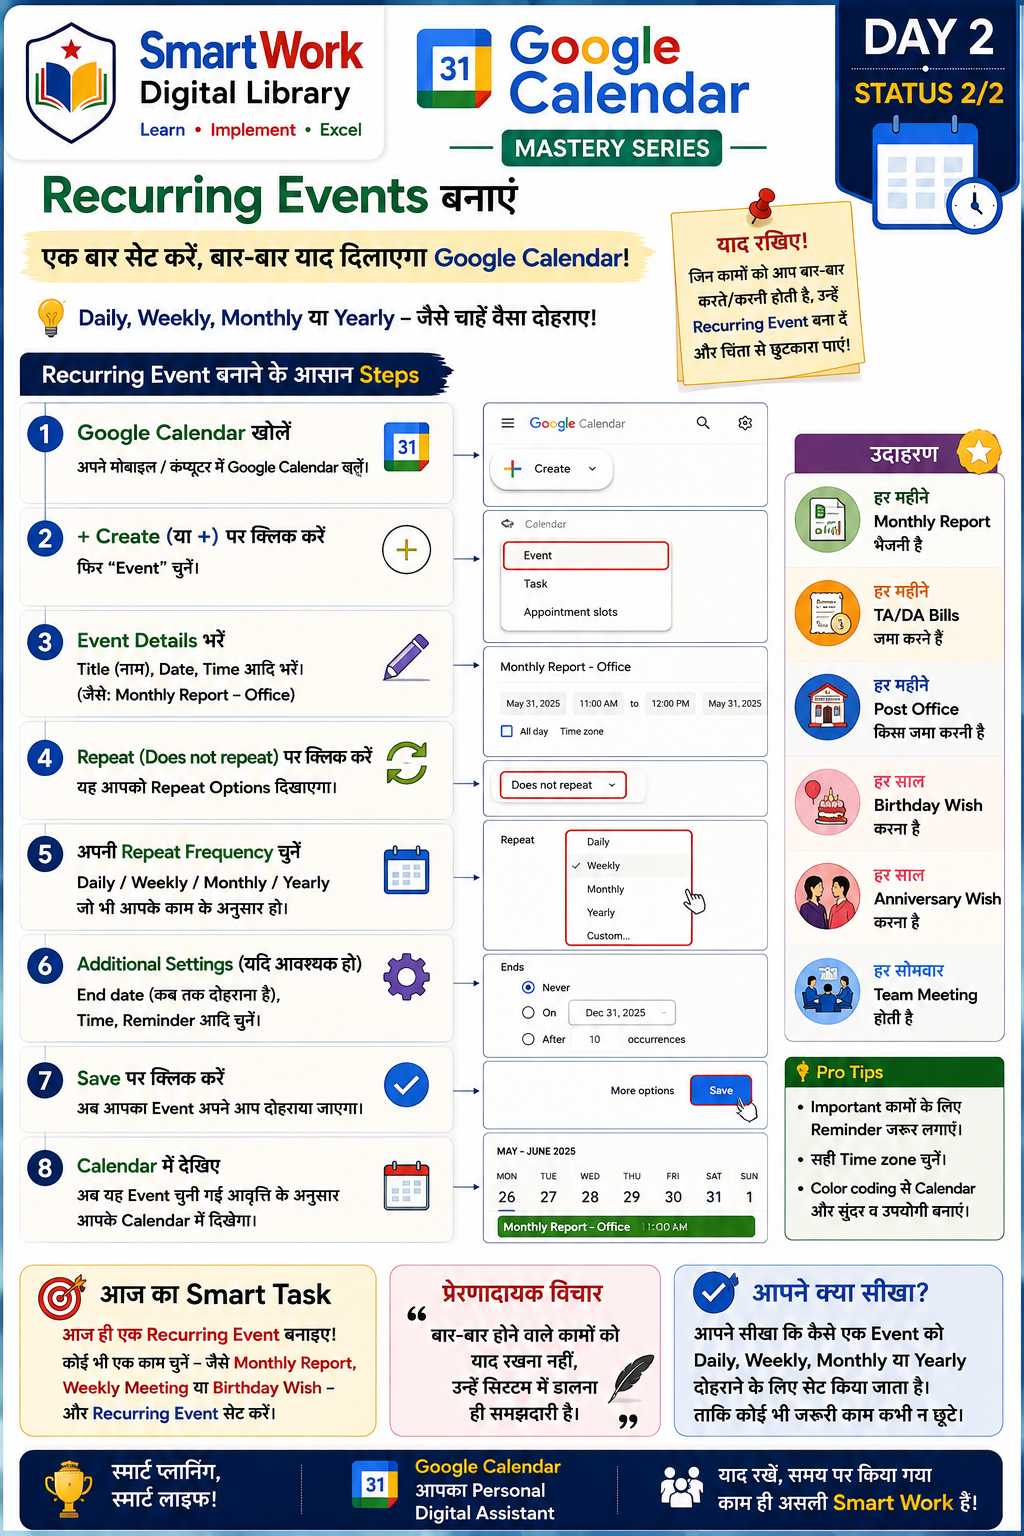 SmartWork
Digital Library
Learn • Implement • Excel
31
Google
Calendar
MASTERY SERIES
DAY 2
STATUS 2/2
Recurring Events बनाएं
एक बार सेट करें, बार-बार याद दिलाएगा Google Calendar!
Daily, Weekly, Monthly या Yearly – जैसे चाहें वैसा दोहराए!
याद रखिए!
जिन कामों को आप बार-बार
करते/करनी होती है, उन्हें
Recurring Event बना दें
और चिंता से छुटकारा पाएं!
Recurring Event बनाने के आसान Steps
1
Google Calendar खोलें
अपने मोबाइल / कंप्यूटर में Google Calendar
31
2
+ Create (या +) पर क्लिक करें
फिर “Event” चुनें।
3
Event Details भरें
Title (नाम), Date, Time आदि भरें।
(जैसे: Monthly Report – Office)
4
Repeat (Does not repeat) पर क्लिक करें
यह आपको Repeat Options दिखाएगा।
5
अपनी Repeat Frequency चुनें
Daily / Weekly / Monthly / Yearly
जो भी आपके काम के अनुसार हो।
6
Additional Settings (यदि आवश्यक हो)
End date (कब तक दोहराना है),
Time, Reminder आदि चुनें।
7
Save पर क्लिक करें
अब आपका Event अपने आप दोहराया जाएगा।
8
Calendar में देखिए
अब यह Event चुनी गई आवृत्ति के अनुसार
आपके Calendar में दिखेगा।
Google Calendar
Create
Calender
Event
Task
Appointment slots
Monthly Report - Office
May 31, 2025 11:00 AM to 12:00 PM May 31, 2025
All day Time zone
Does not repeat
Repeat
Daily
Weekly
Monthly
Yearly
Custom...
Ends
Never
On Dec 31, 2025
After 10 occurrences
More options Save
MAY – JUNE 2025
MON TUE WED THU FRI SAT SUN
26 27 28 29 30 31 1
Monthly Report – Office 11:00 AM
उदाहरण
हर महीने
Monthly Report
भेजनी है
हर महीने
TA/DA Bills
जमा करने हैं
हर महीने
Post Office
किस जमा करनी है
हर साल
Birthday Wish
करना है
हर साल
Anniversary Wish
करना है
हर सोमवार
Team Meeting
होती है
Pro Tips
• Important कामों के लिए
Reminder जरूर लगाएं।
• सही Time zone चुनें।
• Color coding से Calendar
और सुंदर व उपयोगी बनाएं।
आज का Smart Task
आज ही एक Recurring Event बनाइए!
कोई भी एक काम चुनें – जैसे Monthly Report,
Weekly Meeting या Birthday Wish –
और Recurring Event सेट करें।
प्रेरणादायक विचार
“बार-बार होने वाले कामों को
याद रखना नहीं,
उन्हें सिस्टम में डालना
ही समझदारी है।”
आपने क्या सीखा?
आपने सीखा कि कैसे एक Event को
Daily, Weekly, Monthly या Yearly
दोहराने के लिए सेट किया जाता है।
ताकि कोई भी जरूरी काम कभी न छूटे।
स्मार्ट प्लानिंग,
स्मार्ट लाइफ!
31
Google Calendar
आपका Personal
Digital Assistant
याद रखें, समय पर किया गया
काम ही असली Smart Work हैं!